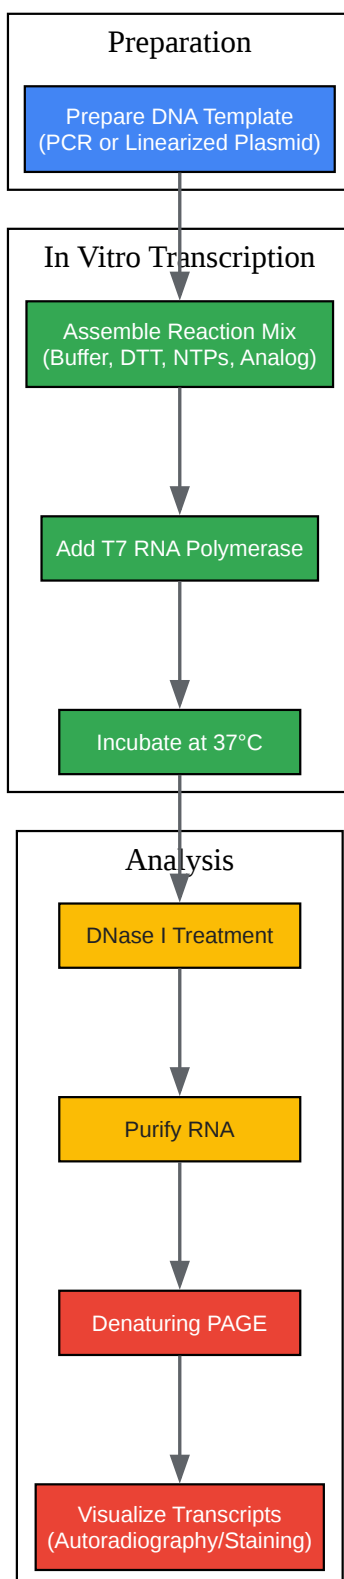 Preparation
Prepare DNA Template
(PCR or Linearized Plasmid)
In Vitro Transcription
Assemble Reaction Mix
(Buffer, DTT, NTPs, Analog)
Add T7 RNA Polymerase
Incubate at 37°C
Analysis
DNase I Treatment
Purify RNA
Denaturing PAGE
Visualize Transcripts
(Autoradiography/Staining)